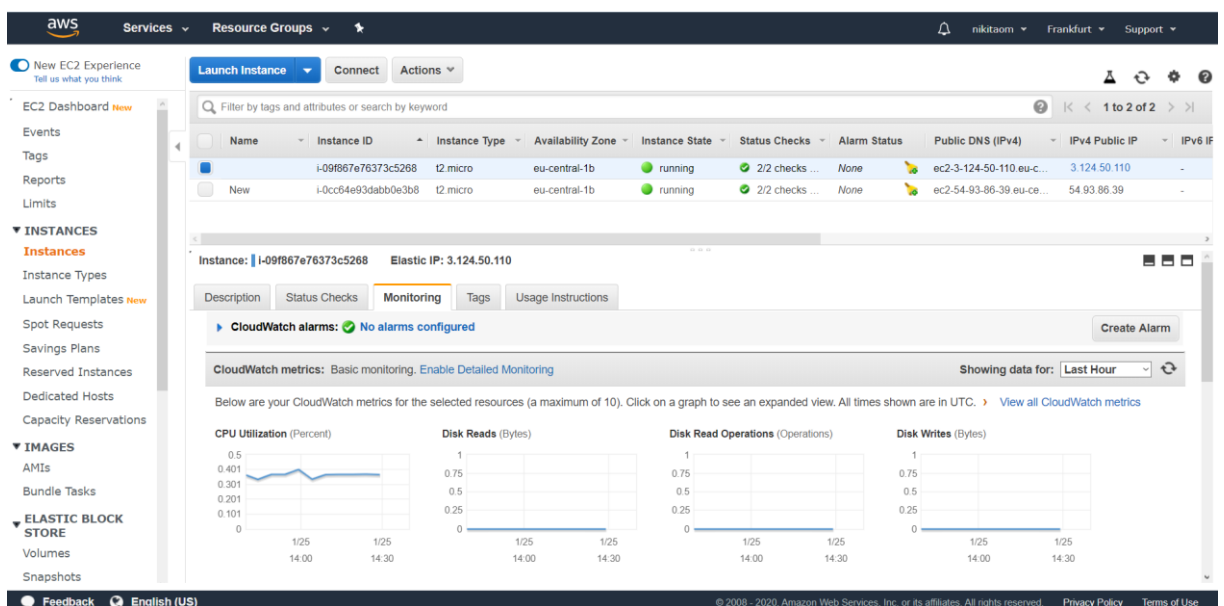 aws Services Resource Groups nikitaom Frankfurt Support
New EC2 Experience
Tell us what you think
EC2 Dashboard New
Events
Tags
Reports
Limits
INSTANCES
Instances
Instance Types
Launch Templates New
Spot Requests
Savings Plans
Reserved Instances
Dedicated Hosts
Capacity Reservations
IMAGES
AMIs
Bundle Tasks
ELASTIC BLOCK
STORE
Volumes
Snapshots
Launch Instance Connect Actions
Filter by tags and attributes or search by keyword 1 to 2 of 2
Name Instance ID Instance Type Availability Zone Instance State Status Checks Alarm Status Public DNS (IPv4) IPv4 Public IP IPv6 IF
i-09f867e76373c5268 t2.micro eu-central-1b running 2/2 checks ... None ec2-3-124-50-110.eu-c... 3.124.50.110 -
New i-0cc64e93dabb0e3b8 t2.micro eu-central-1b running 2/2 checks ... None ec2-54-93-86-39.eu-ce... 54.93.86.39 -
Instance: i-09f867e76373c5268 Elastic IP: 3.124.50.110
Description Status Checks Monitoring Tags Usage Instructions
CloudWatch alarms: No alarms configured Create Alarm
CloudWatch metrics: Basic monitoring. Enable Detailed Monitoring Showing data for: Last Hour
Below are your CloudWatch metrics for the selected resources (a maximum of 10). Click on a graph to see an expanded view. All times shown are in UTC. View all CloudWatch metrics
CPU Utilization (Percent)
0.5
0.401
0.301
0.201
0.101
0
1/25 1/25
14:00 14:30
Disk Reads (Bytes)
1
0.75
0.5
0.25
0
1/25 1/25
14:00 14:30
Disk Read Operations (Operations)
1
0.75
0.5
0.25
0
1/25 1/25
14:00 14:30
Disk Writes (Bytes)
1
0.75
0.5
0.25
0
1/25 1/25
14:00 14:30
Feedback English (US) © 2008 - 2020, Amazon Web Services, Inc. or its affiliates. All rights reserved. Privacy Policy Terms of Use